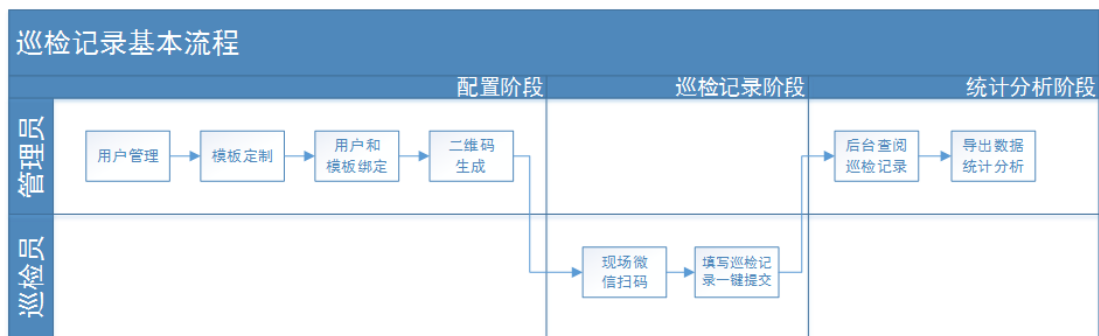 巡检记录基本流程
配置阶段
巡检记录阶段
统计分析阶段
管理员
用户管理
模板定制
用户和
模板绑定
二维码
生成
后台查阅
巡检记录
导出数据
统计分析
巡检员
现场微
信扫码
填写巡检记
录一键提交